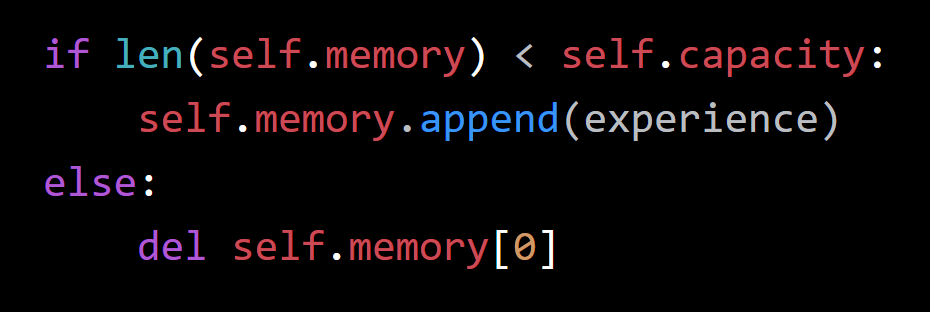 if len(self.memory) < self.capacity:
    self.memory.append(experience)
else:
    del self.memory[0]